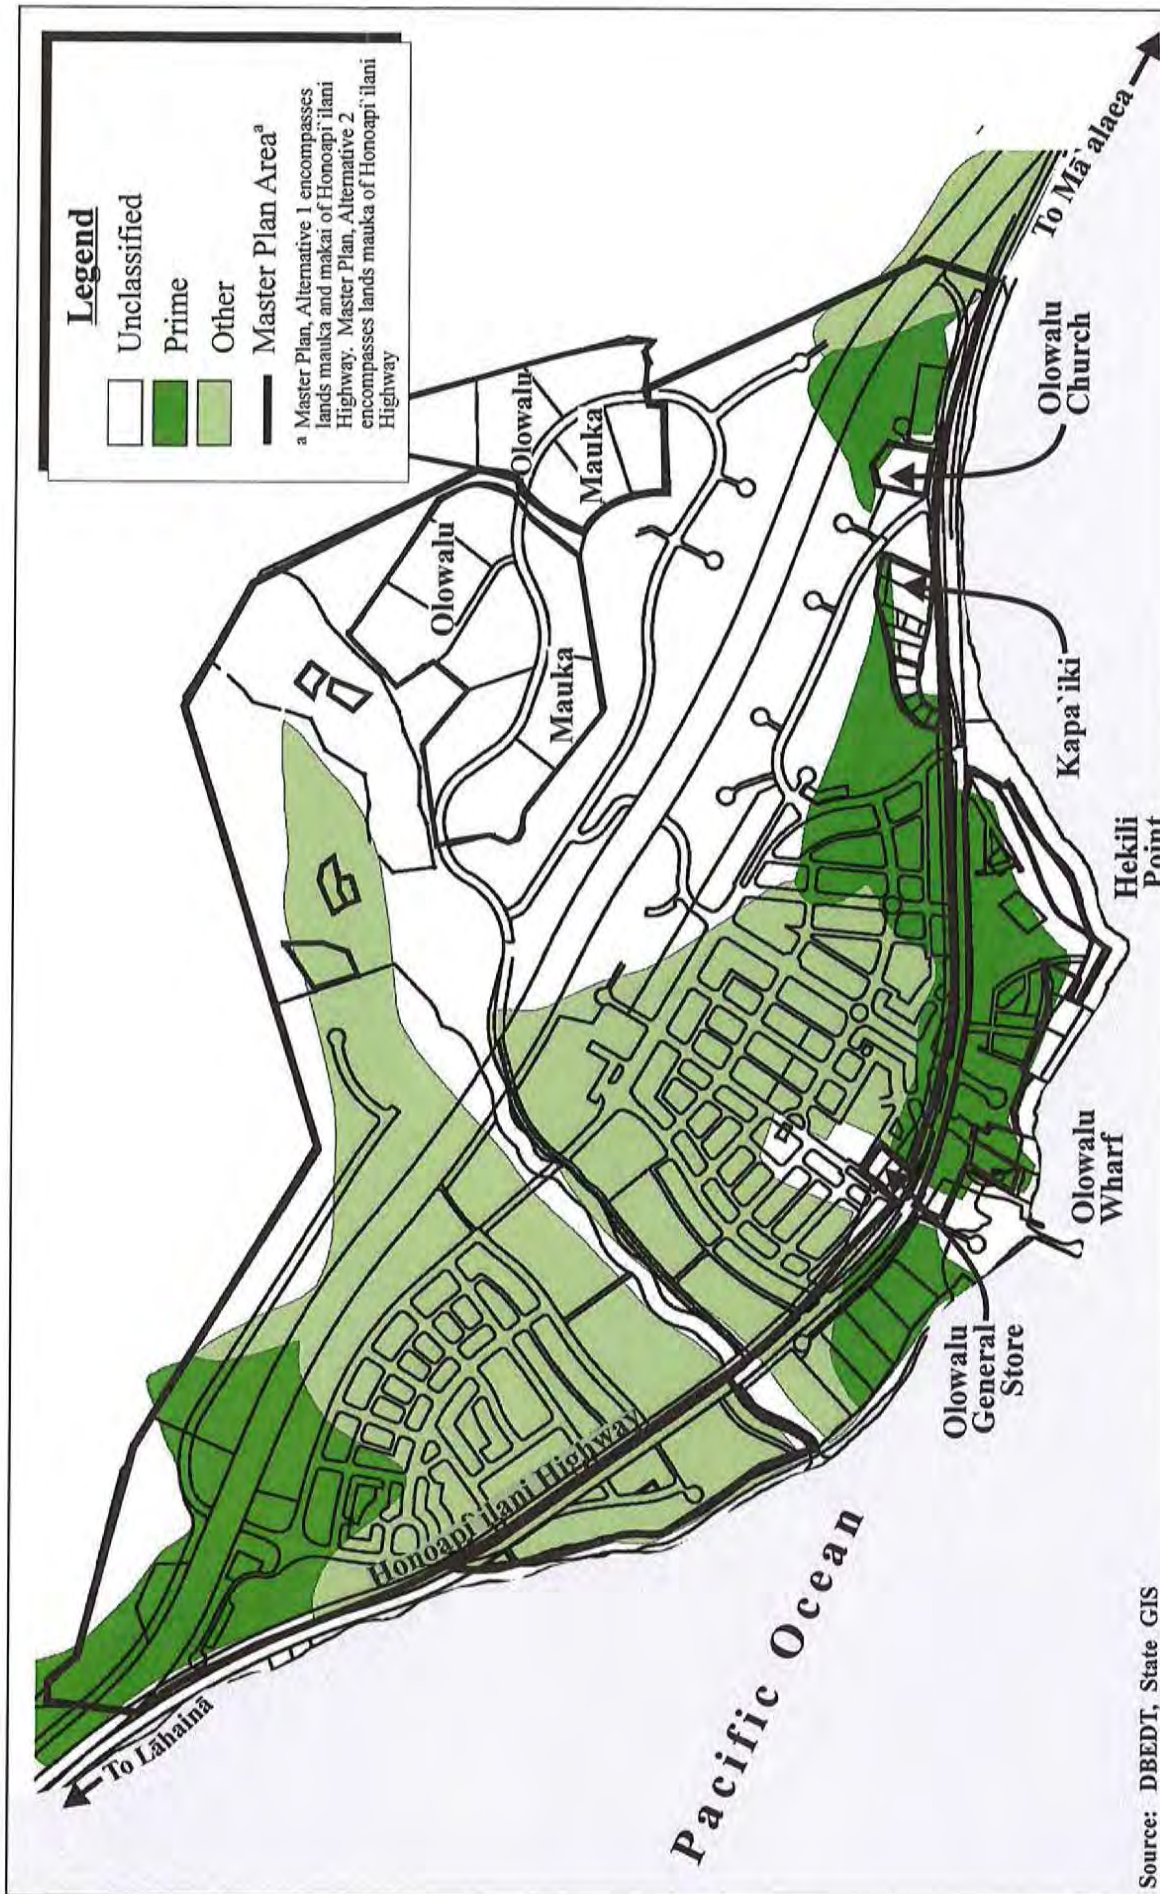 Legend
Unclassified
Prime
Other
Master Plan Areaᵃ
ᵃ Master Plan, Alternative 1 encompasses
lands mauka and makai of Honoapi`ilani
Highway. Master Plan, Alternative 2
encompasses lands mauka of Honoapi`ilani
Highway
Olowalu
Mauka
Olowalu
Mauka
To Lāhainā
Honoapi`ilani Highway
Pacific Ocean
Olowalu
General
Store
Olowalu
Wharf
Hekili
Point
Kapa`iki
Olowalu
Church
To Mā`alaea
Source: DBEDT, State GIS